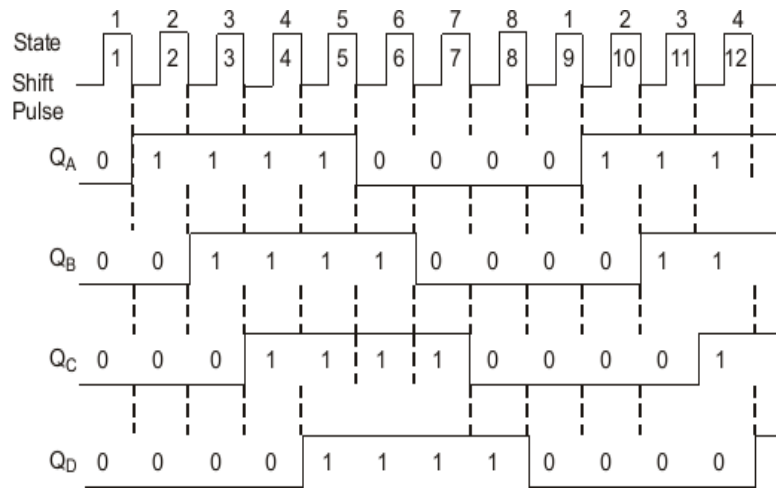 1 2 3 4 5 6 7 8 1 2 3 4
State
1 2 3 4 5 6 7 8 9 10 11 12
Shift
Pulse
QA 0 1 1 1 1 0 0 0 0 1 1 1
QB 0 0 1 1 1 1 0 0 0 0 1 1
QC 0 0 0 1 1 1 1 0 0 0 0 1
QD 0 0 0 0 1 1 1 1 0 0 0 0